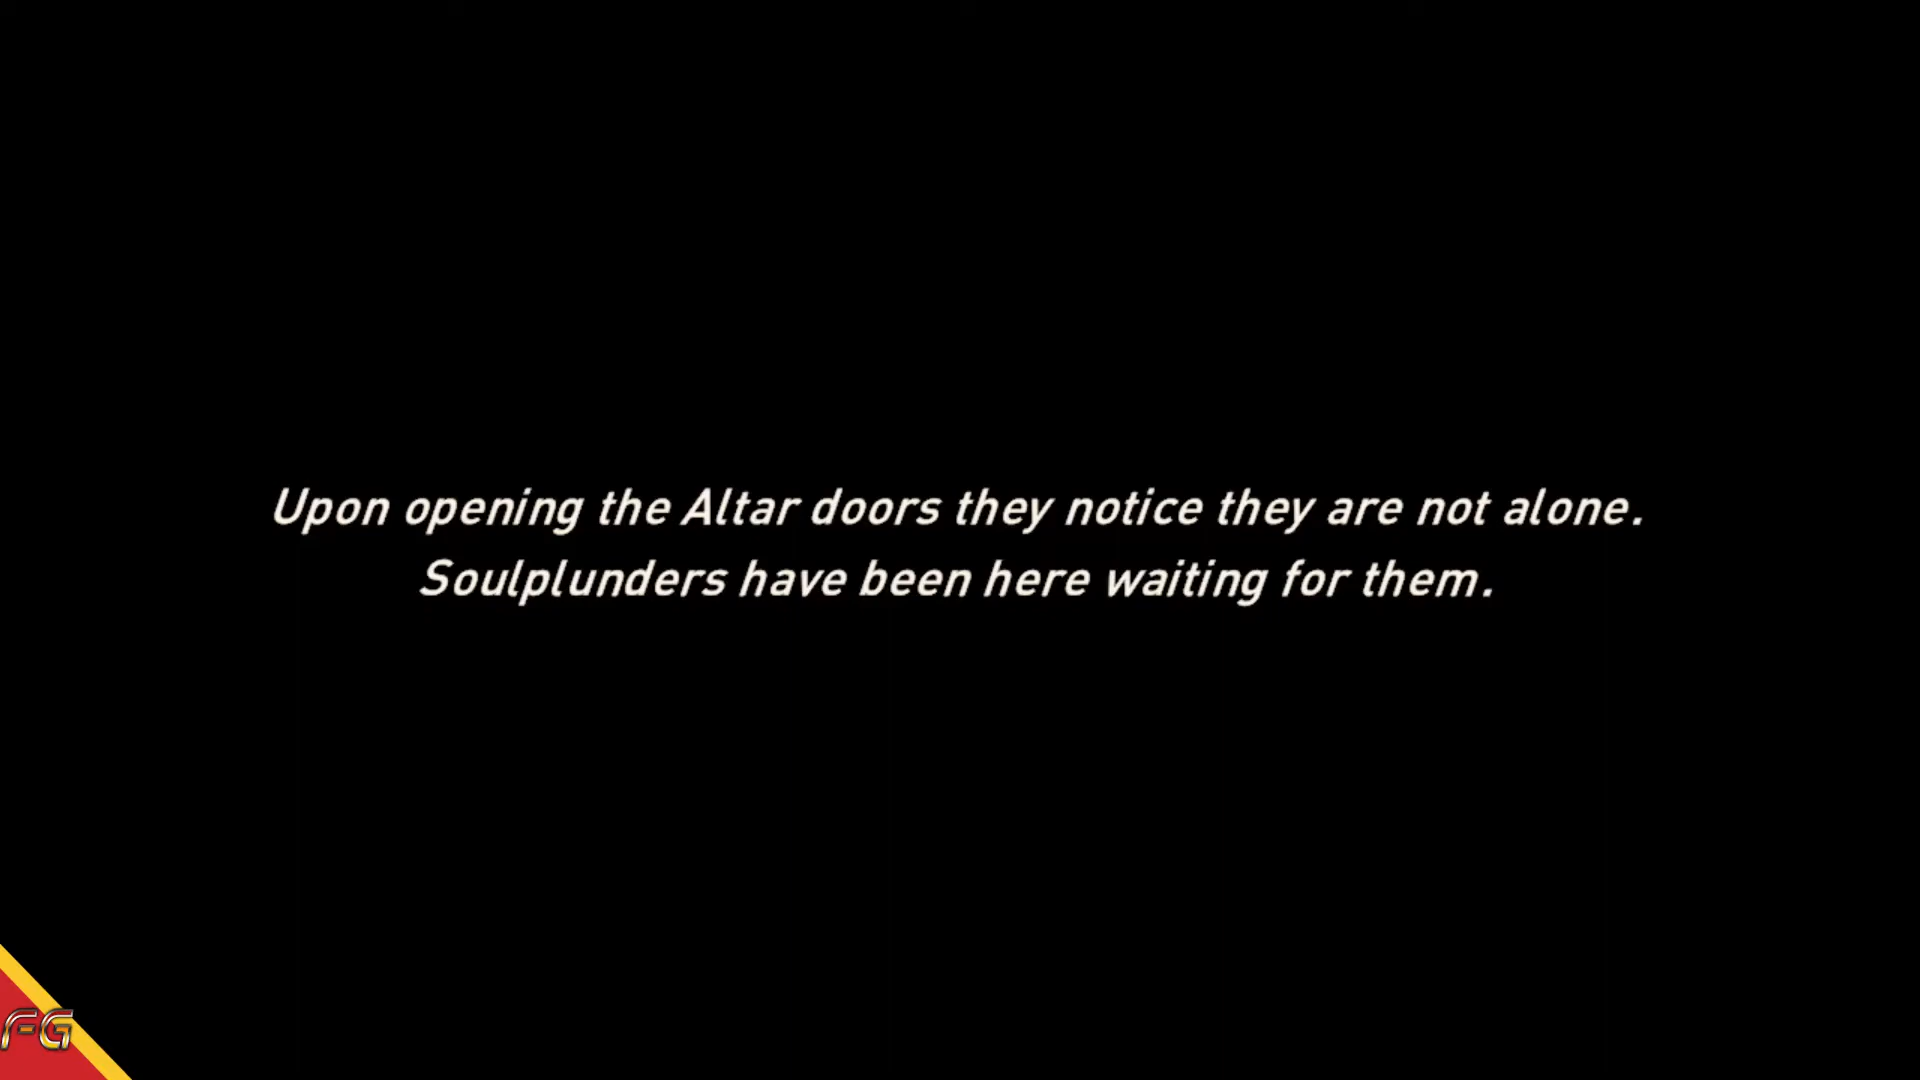 Upon opening the Altar doors they notice they are not alone.
Soulplunders have been here waiting for them.
FG